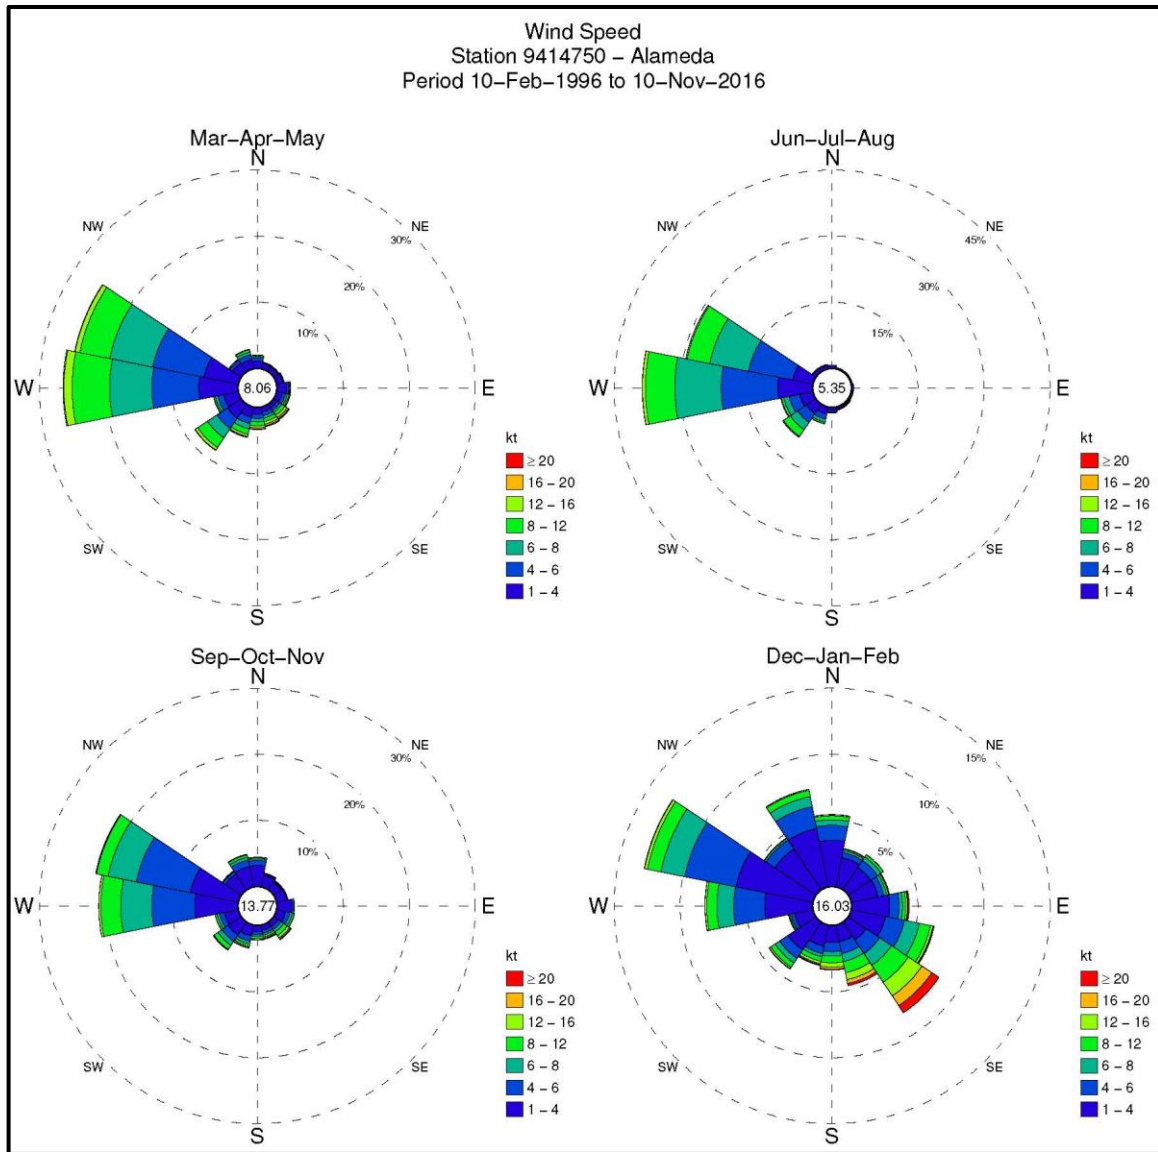 Wind Speed
Station 9414750 – Alameda
Period 10–Feb–1996 to 10–Nov–2016
Mar–Apr–May
N
NW
NE
30%
20%
10%
W
8.06
E
SW
SE
S
kt
≥ 20
16 – 20
12 – 16
8 – 12
6 – 8
4 – 6
1 – 4
Jun–Jul–Aug
N
NW
NE
45%
30%
15%
W
5.35
E
SW
SE
S
kt
≥ 20
16 – 20
12 – 16
8 – 12
6 – 8
4 – 6
1 – 4
Sep–Oct–Nov
N
NW
NE
30%
20%
10%
W
13.77
E
SW
SE
S
kt
≥ 20
16 – 20
12 – 16
8 – 12
6 – 8
4 – 6
1 – 4
Dec–Jan–Feb
N
NW
NE
15%
10%
5%
W
16.03
E
SW
SE
S
kt
≥ 20
16 – 20
12 – 16
8 – 12
6 – 8
4 – 6
1 – 4